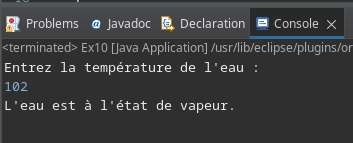 Problems Javadoc Declaration Console
<terminated> Ex10 [Java Application] /usr/lib/eclipse/plugins/or
Entrez la température de l'eau :
102
L'eau est à l'état de vapeur.